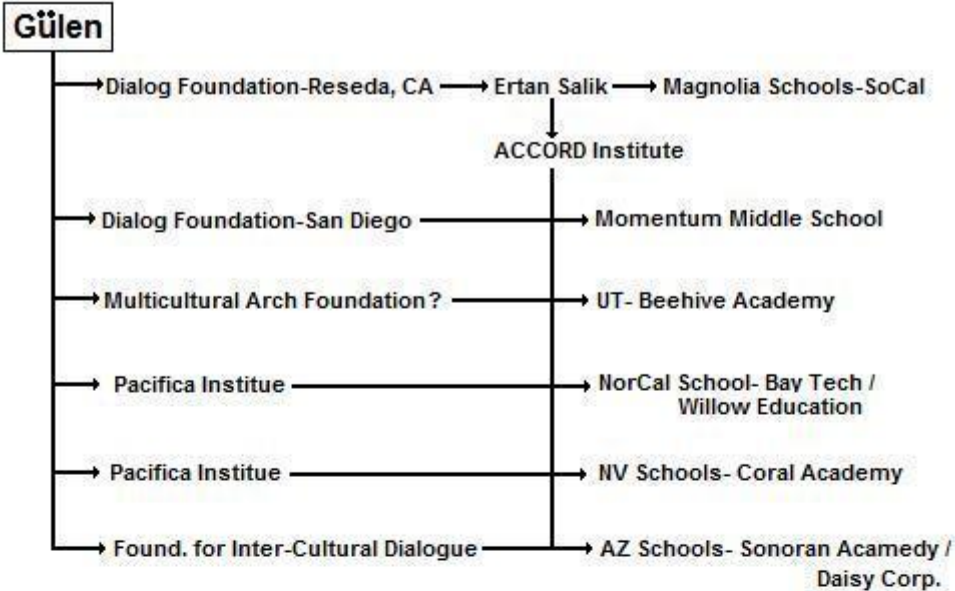 Gülen
Dialog Foundation-Reseda, CA
Ertan Salik
Magnolia Schools-SoCal
ACCORD Institute
Dialog Foundation-San Diego
Momentum Middle School
Multicultural Arch Foundation?
UT- Beehive Academy
Pacifica Institue
NorCal School- Bay Tech /
Willow Education
Pacifica Institue
NV Schools- Coral Academy
Found. for Inter-Cultural Dialogue
AZ Schools- Sonoran Acamedy /
Daisy Corp.